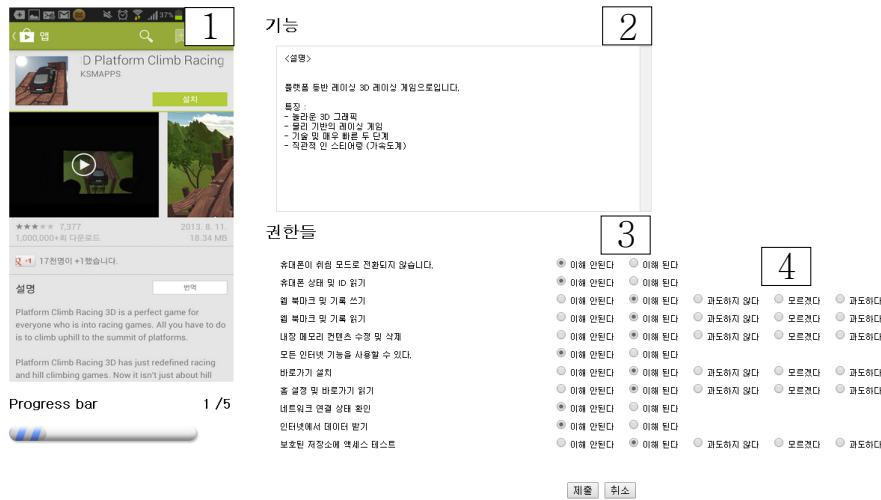 37%
1
앱
D Platform Climb Racing
KSMAPPS
설치
7,377
2013. 8. 11.
1,000,000+회 다운로드
18.34 MB
+1
17천명이 +1했습니다.
설명
번역
Platform Climb Racing 3D is a perfect game for
everyone who is into racing games. All you have to do
is to climb uphill to the summit of platforms.
Platform Climb Racing 3D has just redefined racing
and hill climbing games. Now it isn't just about hill
Progress bar 1 /5
기능
2
<설명>
플랫폼 등반 레이싱 3D 레이싱 게임으로입니다.
특징 :
- 놀라운 3D 그래픽
- 물리 기반의 레이싱 게임
- 기술 및 매우 빠른 두 단계
- 직관적 인 스티어링 (가속도계)
권한들
3
4
휴대폰이 취침 모드로 전환되지 않습니다. 이해 안된다 이해 된다
휴대폰 상태 및 ID 읽기 이해 안된다 이해 된다
웹 북마크 및 기록 쓰기 이해 안된다 이해 된다 과도하지 않다 모르겠다 과도하다
웹 북마크 및 기록 읽기 이해 안된다 이해 된다 과도하지 않다 모르겠다 과도하다
내장 메모리 컨텐츠 수정 및 삭제 이해 안된다 이해 된다 과도하지 않다 모르겠다 과도하다
모든 인터넷 기능을 사용할 수 있다. 이해 안된다 이해 된다
바로가기 설치 이해 안된다 이해 된다 과도하지 않다 모르겠다 과도하다
홈 설정 및 바로가기 읽기 이해 안된다 이해 된다 과도하지 않다 모르겠다 과도하다
네트워크 연결 상태 확인 이해 안된다 이해 된다
인터넷에서 데이터 받기 이해 안된다 이해 된다
보호된 저장소에 액세스 테스트 이해 안된다 이해 된다 과도하지 않다 모르겠다 과도하다
제출 취소